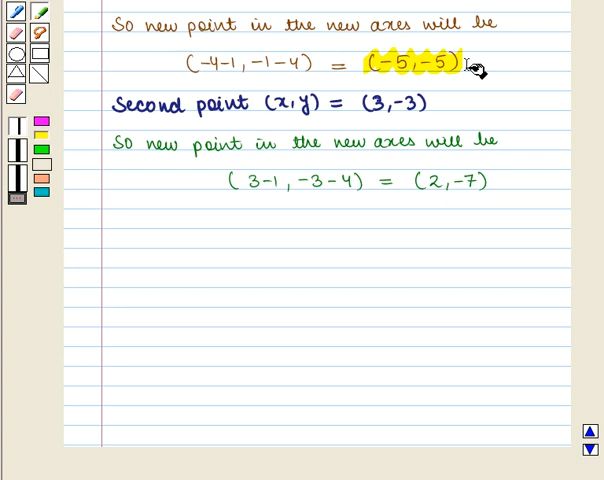 So new point in the new axes will be
(-4-1, -1-4) = (-5, -5)
Second point (x, y) = (3, -3)
So new point in the new axes will be
(3-1, -3-4) = (2, -7)